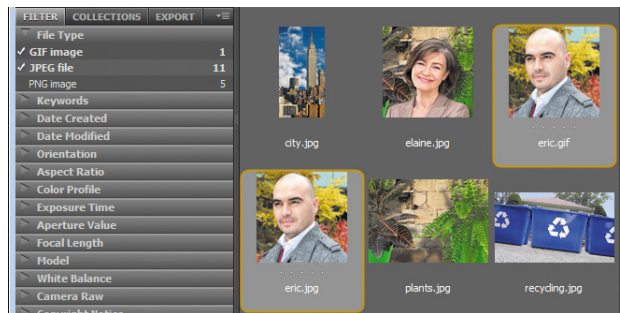 FILTER COLLECTIONS EXPORT
File Type
GIF image 1
JPEG file 11
PNG image 5
Keywords
Date Created
Date Modified
Orientation
Aspect Ratio
Color Profile
Exposure Time
Aperture Value
Focal Length
Model
White Balance
Camera Raw
Copyright Notice
city.jpg elaine.jpg eric.gif
eric.jpg plants.jpg recycling.jpg